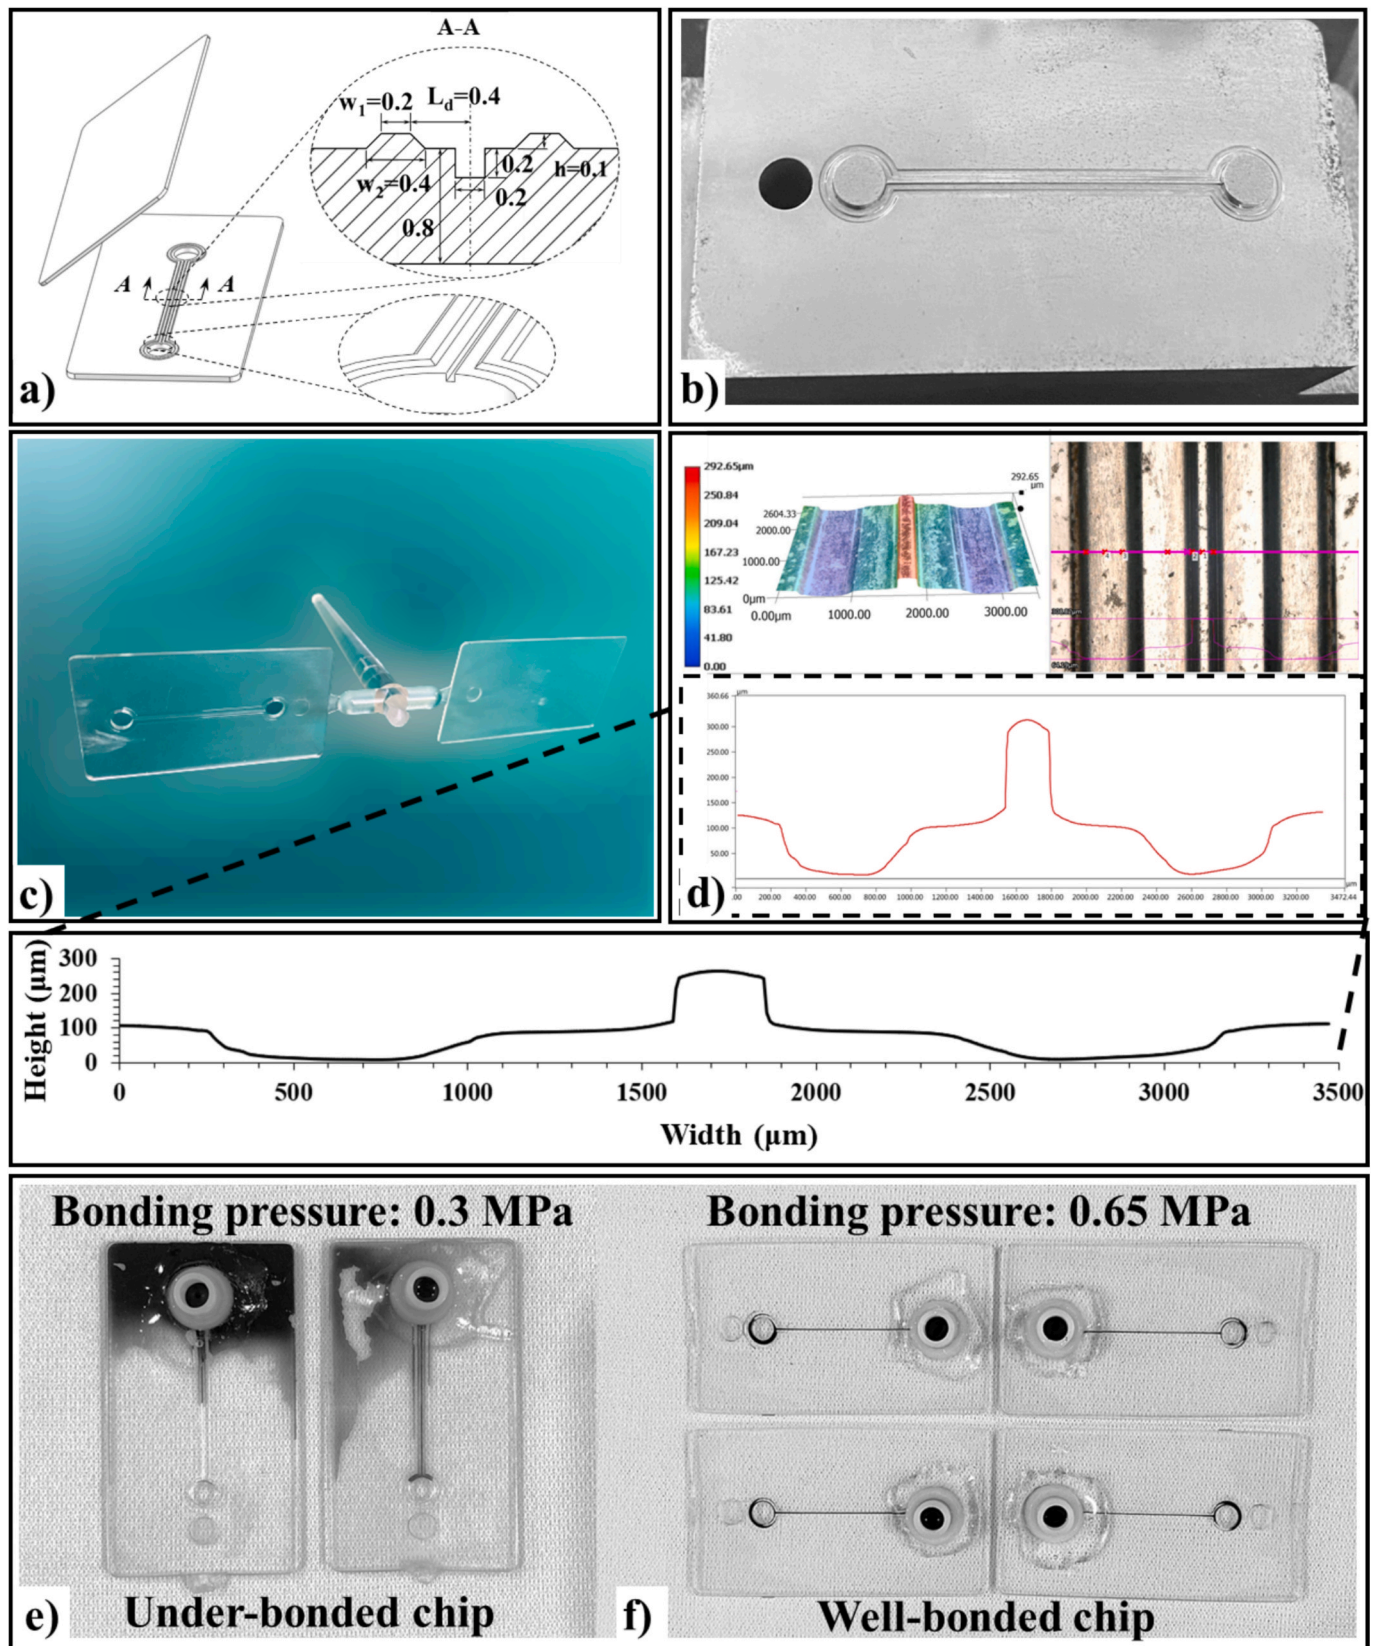 A-A
w1=0.2
Ld=0.4
0.2
h=0.1
w2=0.4
0.2
0.8
A
A
a)
b)
c)
292.65μm
250.84
209.04
167.23
125.42
83.61
41.80
0.00
292.65
μm
2604.33
2000.00
1000.00
0μm
0.00μm
1000.00
2000.00
3000.00
μm
360.66
300.00
250.00
200.00
150.00
100.00
50.00
μm
.00
200.00
400.00
600.00
800.00
1000.00
1200.00
1400.00
1600.00
1800.00
2000.00
2200.00
2400.00
2600.00
2800.00
3000.00
3200.00
3472.44
d)
Height (μm)
300
200
100
0
0
500
1000
1500
2000
2500
3000
3500
Width (μm)
Bonding pressure: 0.3 MPa
Bonding pressure: 0.65 MPa
e)
Under-bonded chip
f)
Well-bonded chip